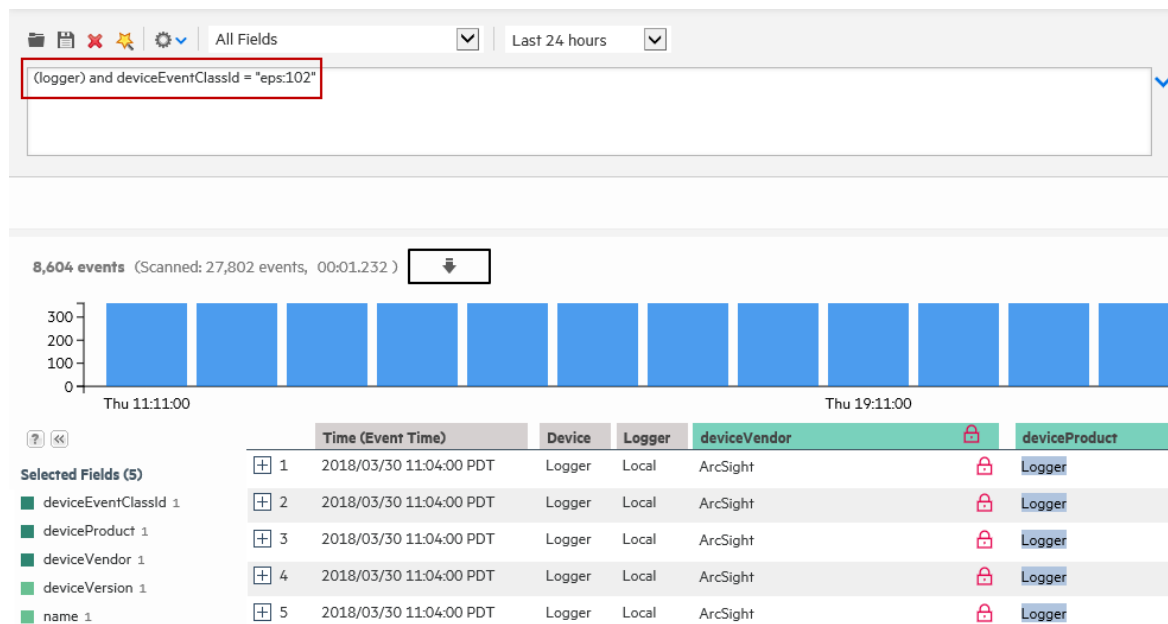 All Fields Last 24 hours
(logger) and deviceEventClassId = "eps:102"
8,604 events (Scanned: 27,802 events, 00:01.232 )
300
200
100
0
Thu 11:11:00 Thu 19:11:00
? «
Time (Event Time) Device Logger deviceVendor deviceProduct
Selected Fields (5)
1 2018/03/30 11:04:00 PDT Logger Local ArcSight Logger
deviceEventClassId 1
2 2018/03/30 11:04:00 PDT Logger Local ArcSight Logger
deviceProduct 1
3 2018/03/30 11:04:00 PDT Logger Local ArcSight Logger
deviceVendor 1
4 2018/03/30 11:04:00 PDT Logger Local ArcSight Logger
deviceVersion 1
5 2018/03/30 11:04:00 PDT Logger Local ArcSight Logger
name 1